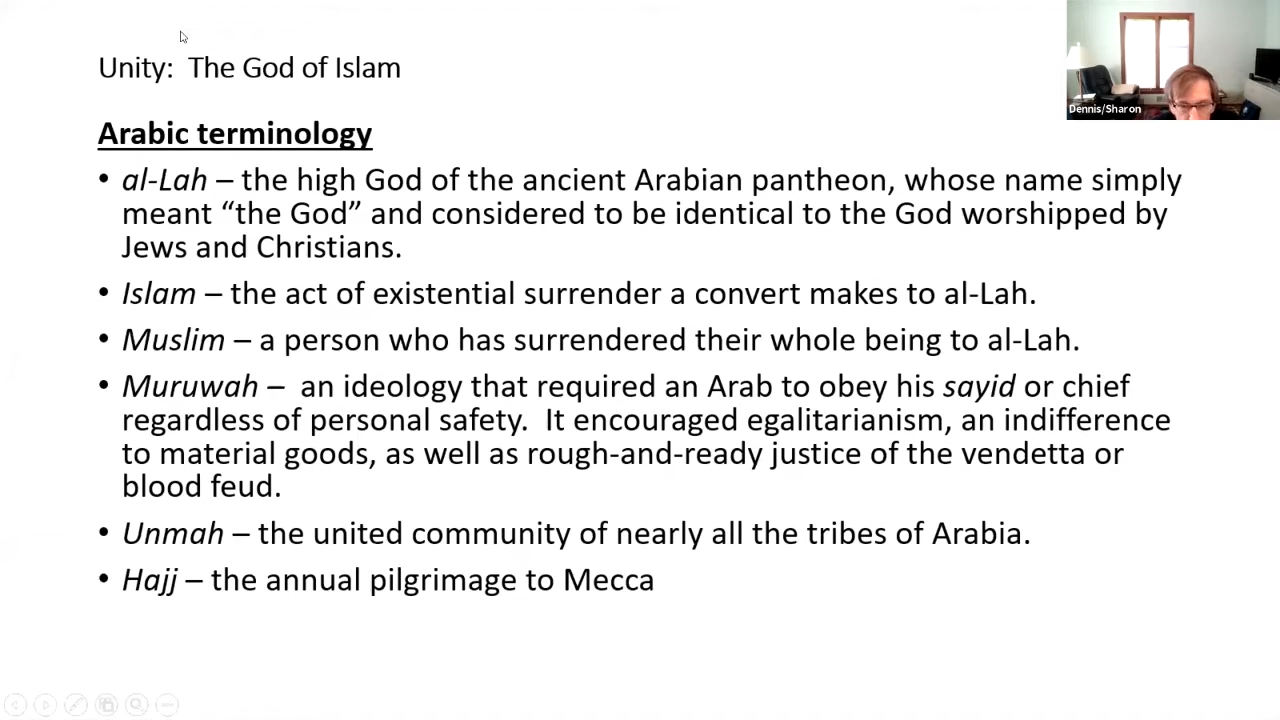 Unity:  The God of Islam
Dennis/Sharon
Arabic terminology
• al-Lah – the high God of the ancient Arabian pantheon, whose name simply
meant “the God” and considered to be identical to the God worshipped by
Jews and Christians.
• Islam – the act of existential surrender a convert makes to al-Lah.
• Muslim – a person who has surrendered their whole being to al-Lah.
• Muruwah –  an ideology that required an Arab to obey his sayid or chief
regardless of personal safety.  It encouraged egalitarianism, an indifference
to material goods, as well as rough-and-ready justice of the vendetta or
blood feud.
• Unmah – the united community of nearly all the tribes of Arabia.
• Hajj – the annual pilgrimage to Mecca